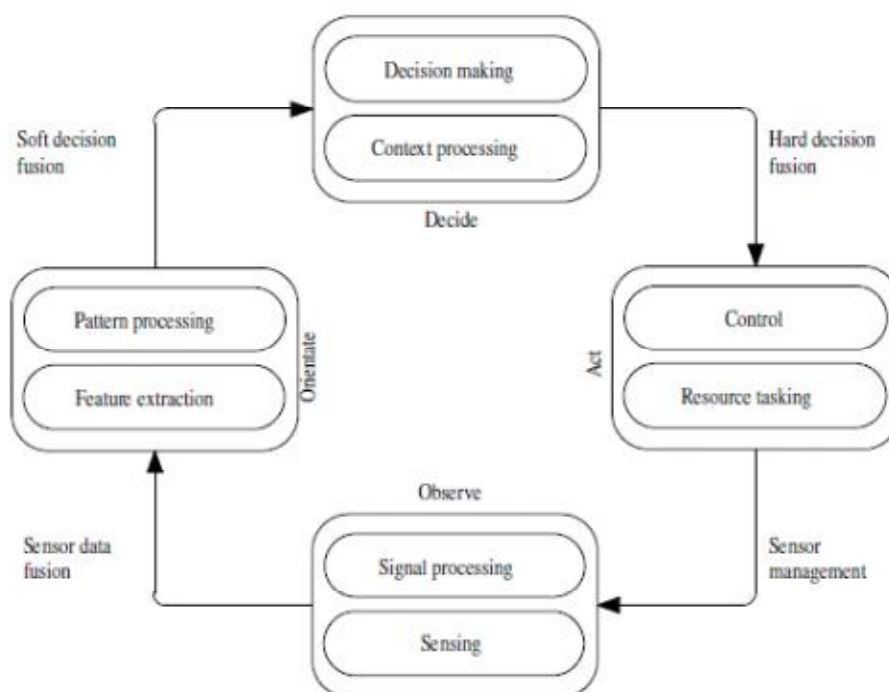 Decision making
Context processing
Decide
Soft decision
fusion
Hard decision
fusion
Pattern processing
Feature extraction
Orientate
Control
Resource tasking
Act
Observe
Signal processing
Sensing
Sensor data
fusion
Sensor
management